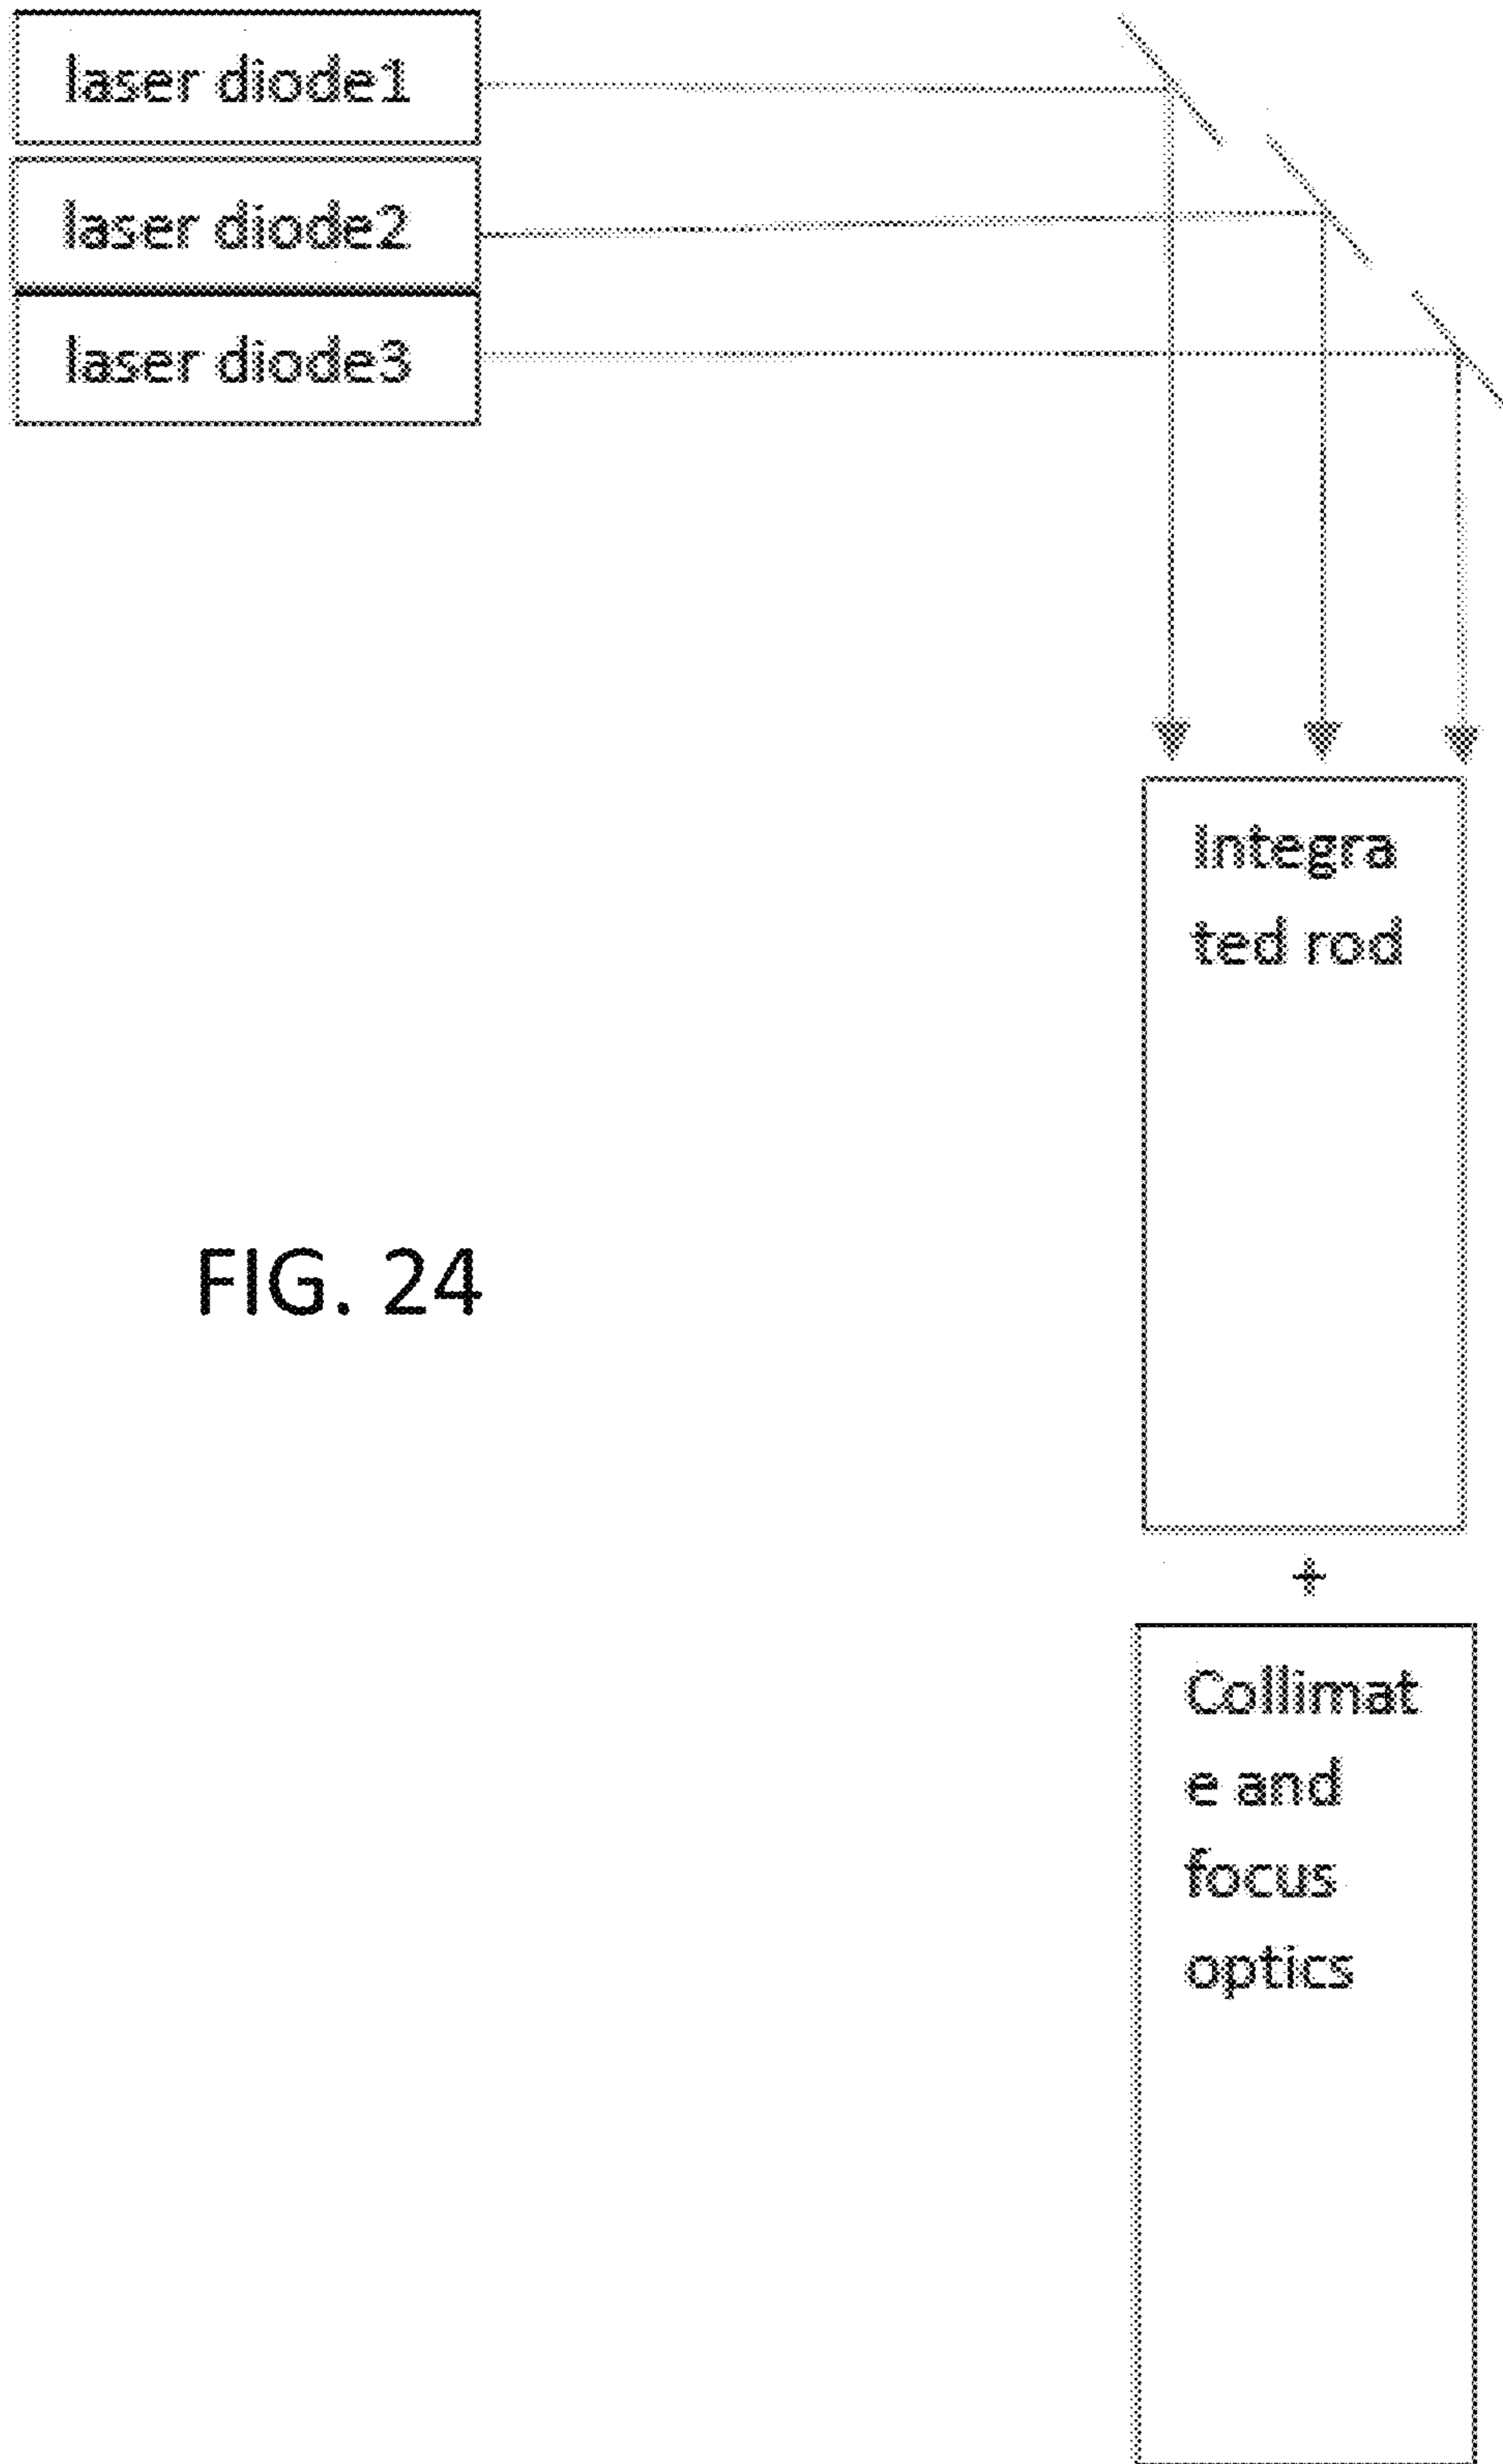 laser diode1
laser diode2
laser diode3
Integra
ted rod
FIG. 24
+
Collimat
e and
focus
optics